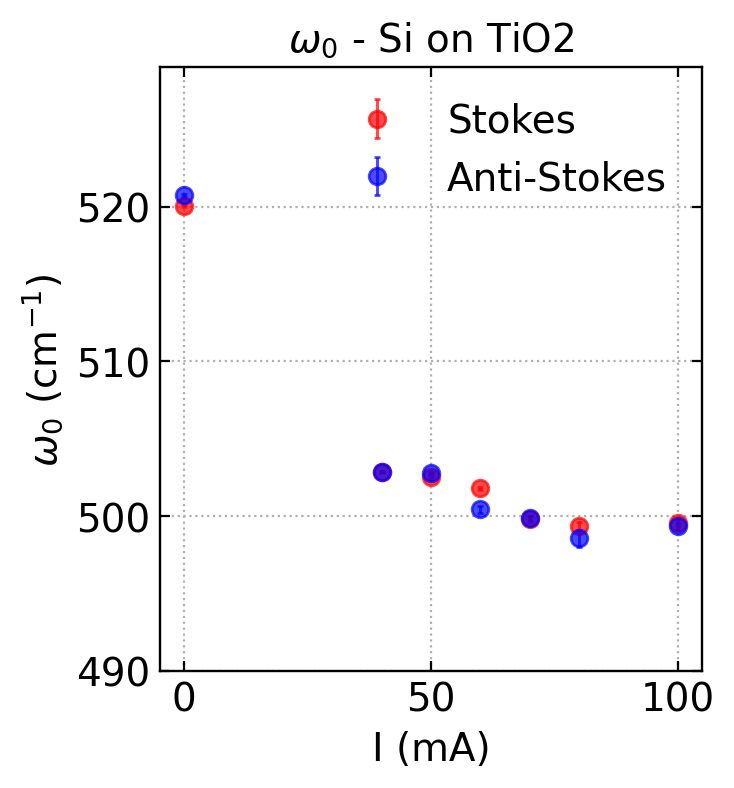 ω₀ - Si on TiO2
Stokes
Anti-Stokes
520
510
500
490
ω₀ (cm⁻¹)
0 50 100
I (mA)